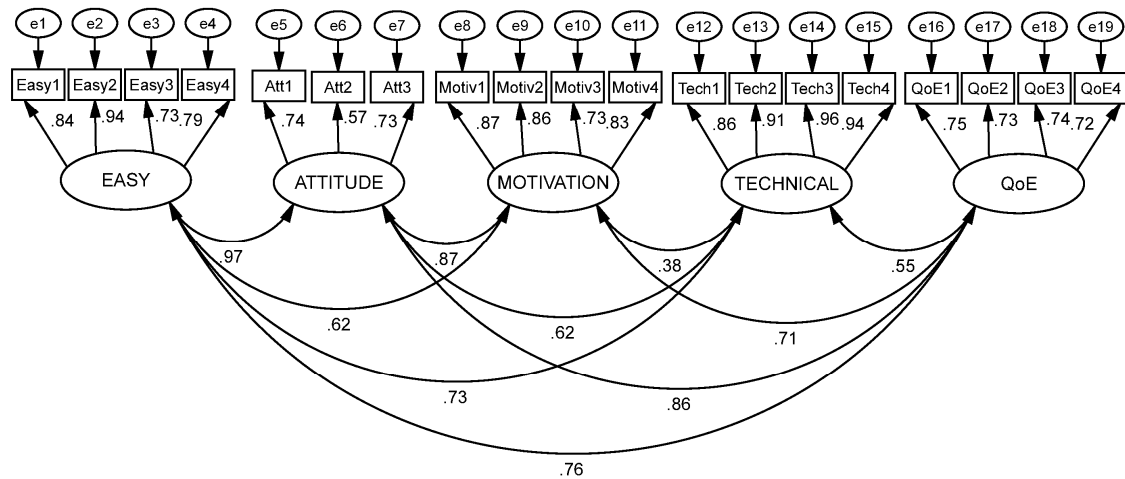 e1 e2 e3 e4 e5 e6 e7 e8 e9 e10 e11 e12 e13 e14 e15 e16 e17 e18 e19
Easy1 Easy2 Easy3 Easy4 Att1 Att2 Att3 Motiv1 Motiv2 Motiv3 Motiv4 Tech1 Tech2 Tech3 Tech4 QoE1 QoE2 QoE3 QoE4
.84 .94 .73 .79 .74 .57 .73 .87 .86 .73 .83 .86 .91 .96 .94 .75 .73 .74 .72
EASY ATTITUDE MOTIVATION TECHNICAL QoE
.97 .87 .38 .55
.62 .62 .71
.73 .86
.76